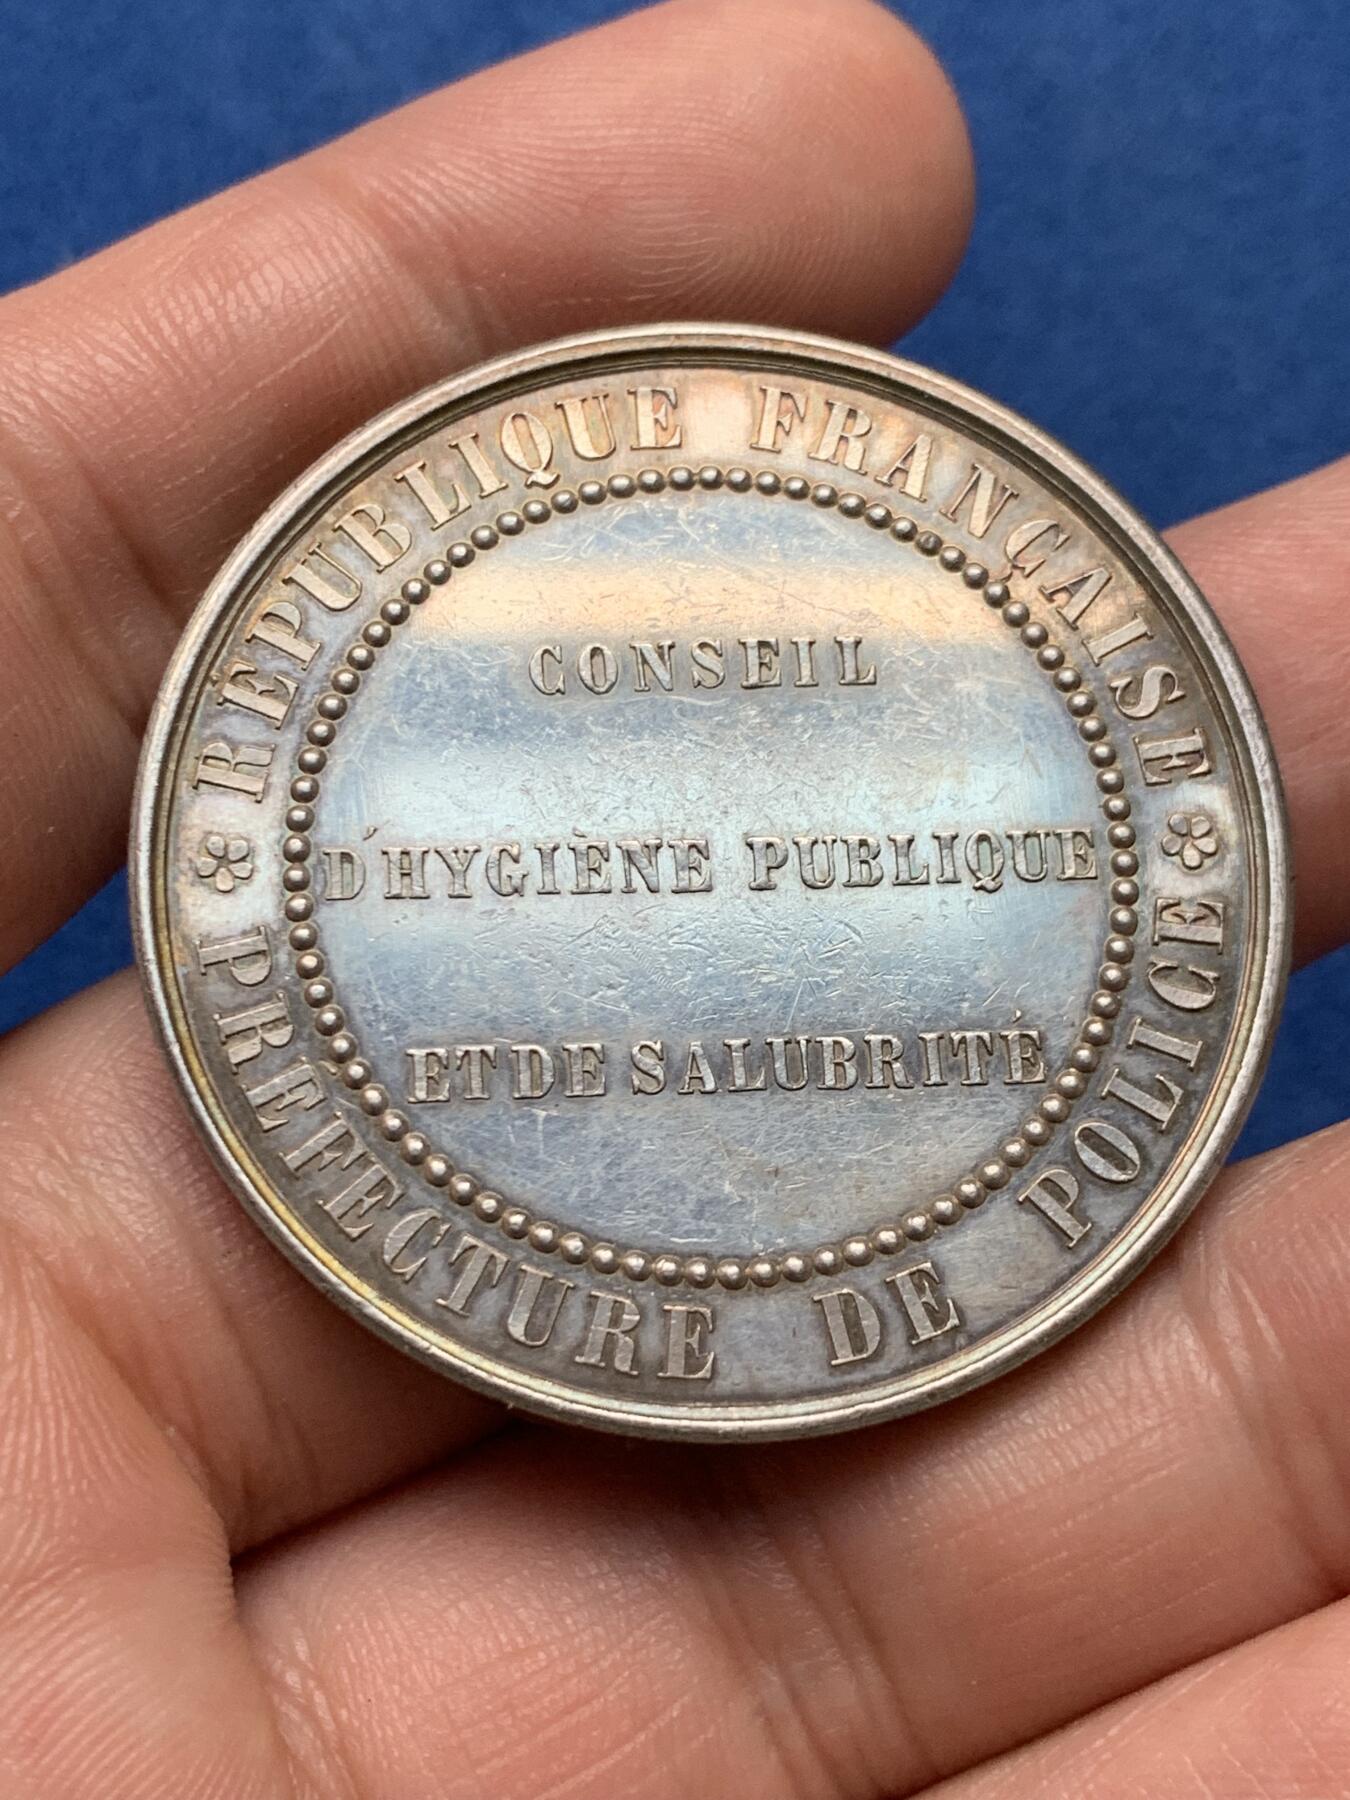 RÉPUBLIQUE FRANÇAISE
CONSEIL
D'HYGIÈNE PUBLIQUE
ET DE SALUBRITÉ
PRÉFECTURE DE POLICE